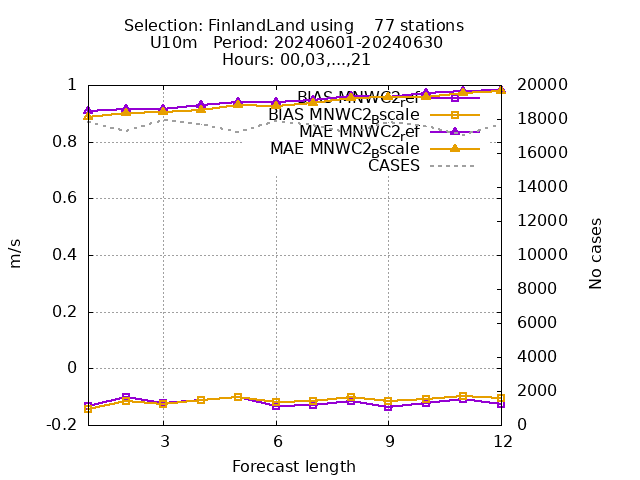 Selection: FinlandLand using 77 stations
U10m Period: 20240601-20240630
Hours: 00,03,...,21
BIAS MNWC2_ref
BIAS MNWC2_Bscale
MAE MNWC2_ref
MAE MNWC2_Bscale
CASES
1
0.8
0.6
0.4
0.2
0
-0.2
m/s
20000
18000
16000
14000
12000
10000
8000
6000
4000
2000
0
No cases
3 6 9 12
Forecast length